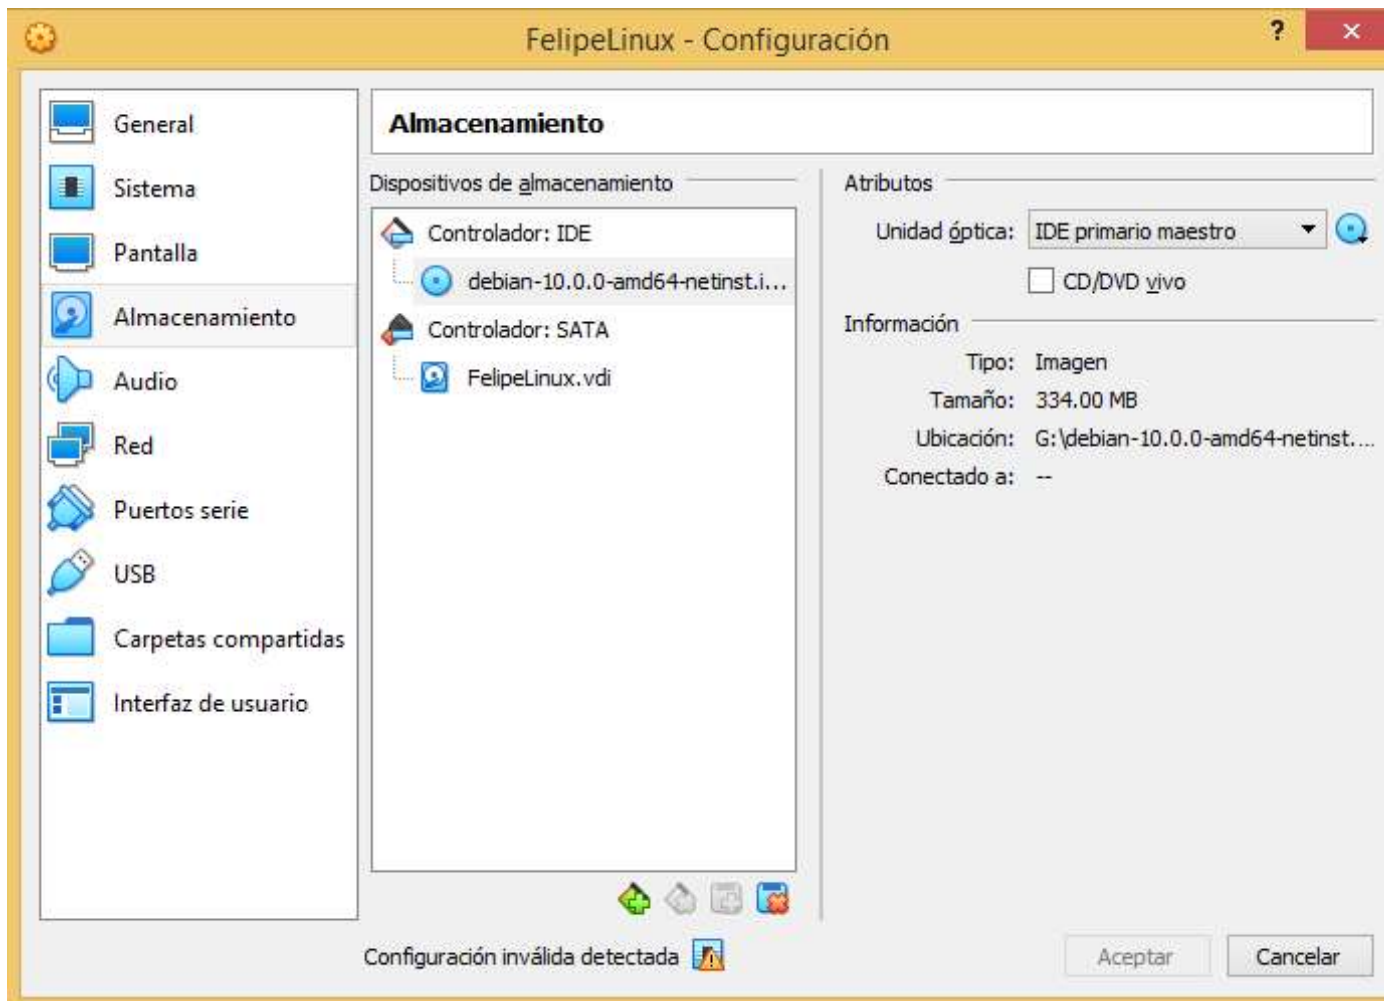 FelipeLinux - Configuración
?
General
Sistema
Pantalla
Almacenamiento
Audio
Red
Puertos serie
USB
Carpetas compartidas
Interfaz de usuario
Almacenamiento
Dispositivos de almacenamiento
Controlador: IDE
debian-10.0.0-amd64-netinst.i...
Controlador: SATA
FelipeLinux.vdi
Atributos
Unidad óptica: IDE primario maestro
CD/DVD vivo
Información
Tipo: Imagen
Tamaño: 334.00 MB
Ubicación: G:\debian-10.0.0-amd64-netinst....
Conectado a: --
Configuración inválida detectada
Aceptar
Cancelar